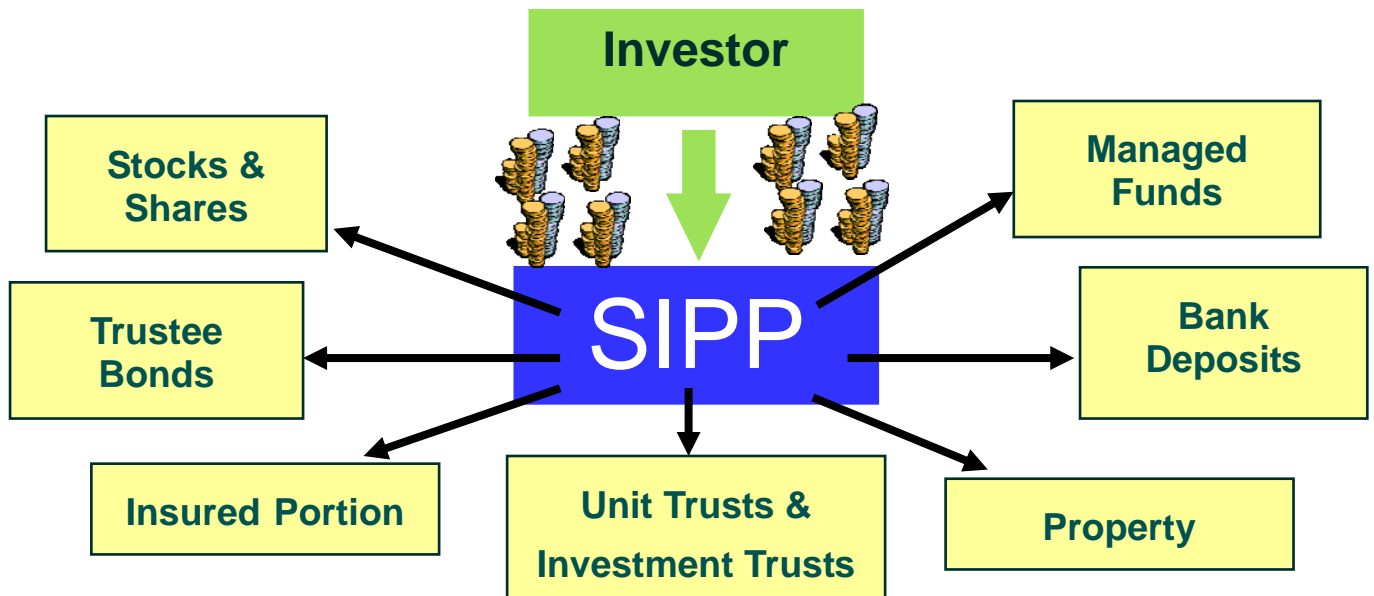 Investor
Stocks &
Shares
Managed
Funds
SIPP
Trustee
Bonds
Bank
Deposits
Insured Portion
Unit Trusts &
Investment Trusts
Property